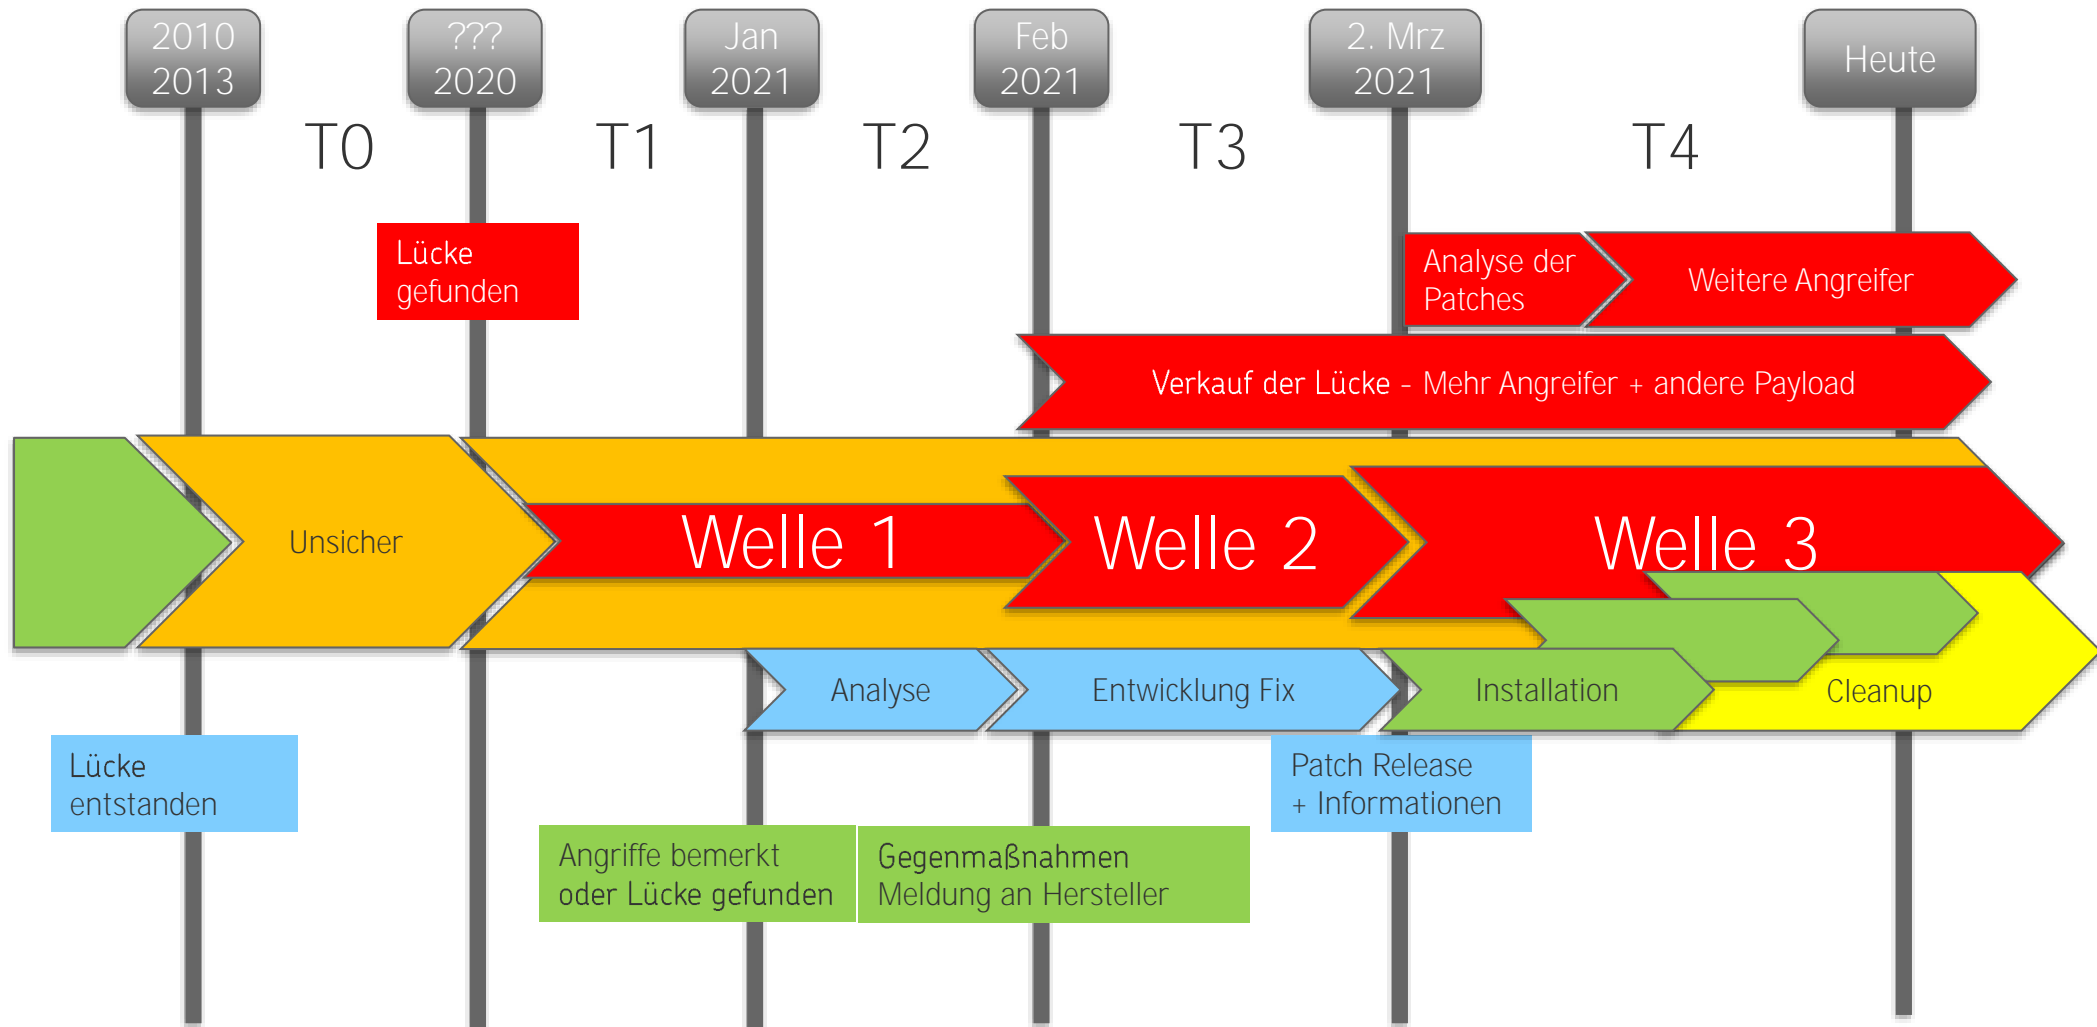 2010
2013
???
2020
Jan
2021
Feb
2021
2. Mrz
2021
Heute
T0
T1
T2
T3
T4
Lücke
gefunden
Analyse der
Patches
Weitere Angreifer
Verkauf der Lücke - Mehr Angreifer + andere Payload
Unsicher
Welle 1
Welle 2
Welle 3
Analyse
Entwicklung Fix
Installation
Cleanup
Lücke
entstanden
Patch Release
+ Informationen
Angriffe bemerkt
oder Lücke gefunden
Gegenmaßnahmen
Meldung an Hersteller